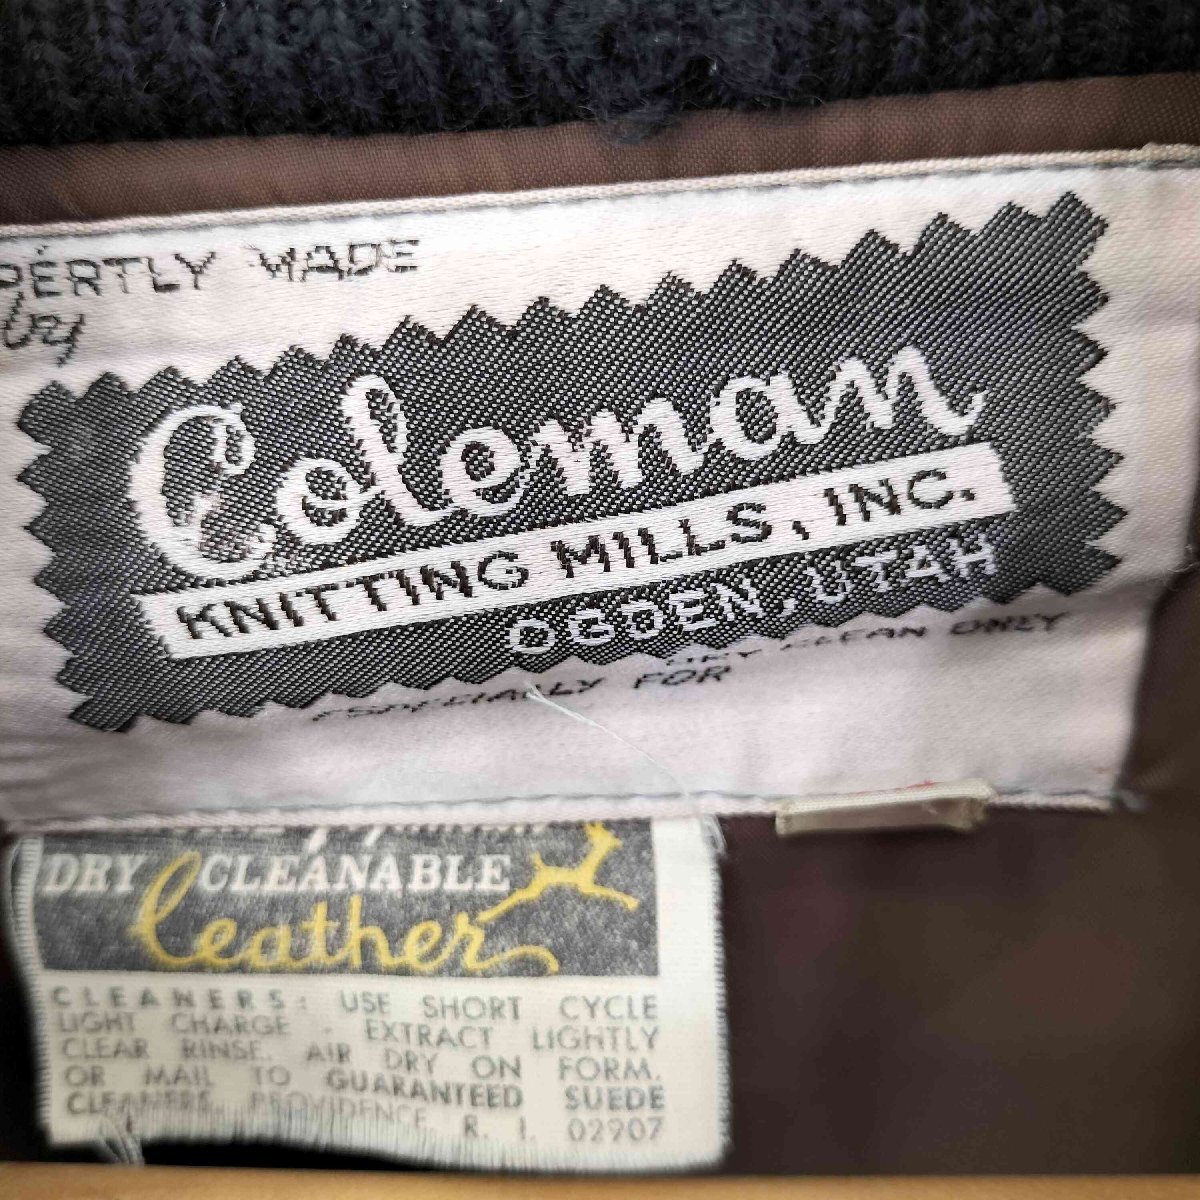 PERTLY MADE
by
Coleman
KNITTING MILLS, INC.
OGDEN, UTAH
DRY CLEAN ONLY
ESPECIALLY FOR
DRY CLEANABLE
leather
CLEANERS: USE SHORT CYCLE
LIGHT CHARGE - EXTRACT LIGHTLY
CLEAR RINSE. AIR DRY ON FORM.
OR MAIL TO GUARANTEED SUEDE
CLEANERS, PROVIDENCE, R. I. 02907